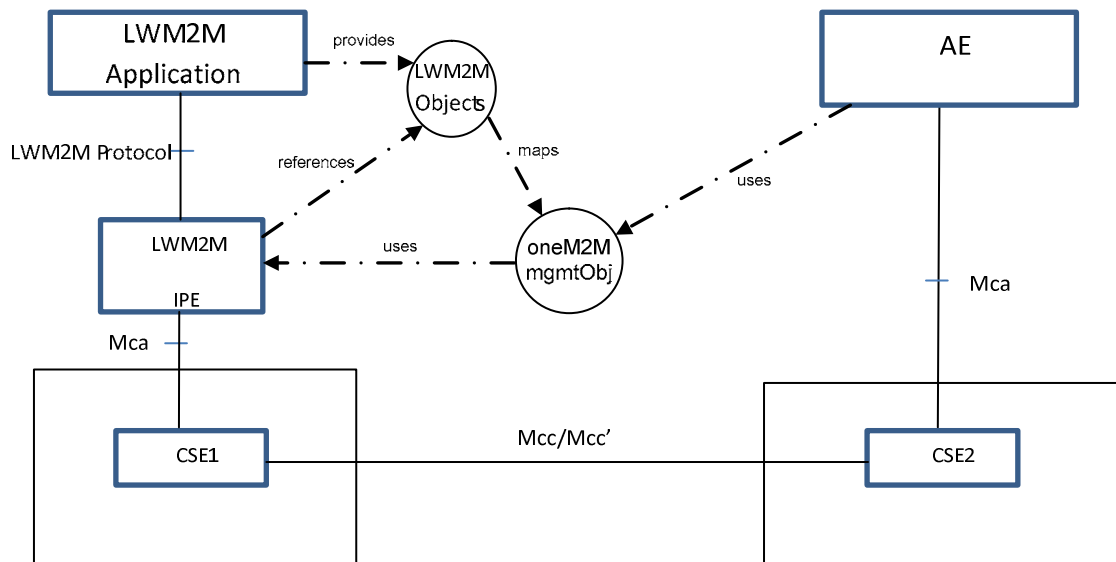 LWM2M
Application
provides
LWM2M
Objects
AE
LWM2M Protocol
references
maps
uses
LWM2M
IPE
uses
oneM2M
mgmtObj
Mca
Mca
CSE1
Mcc/Mcc’
CSE2